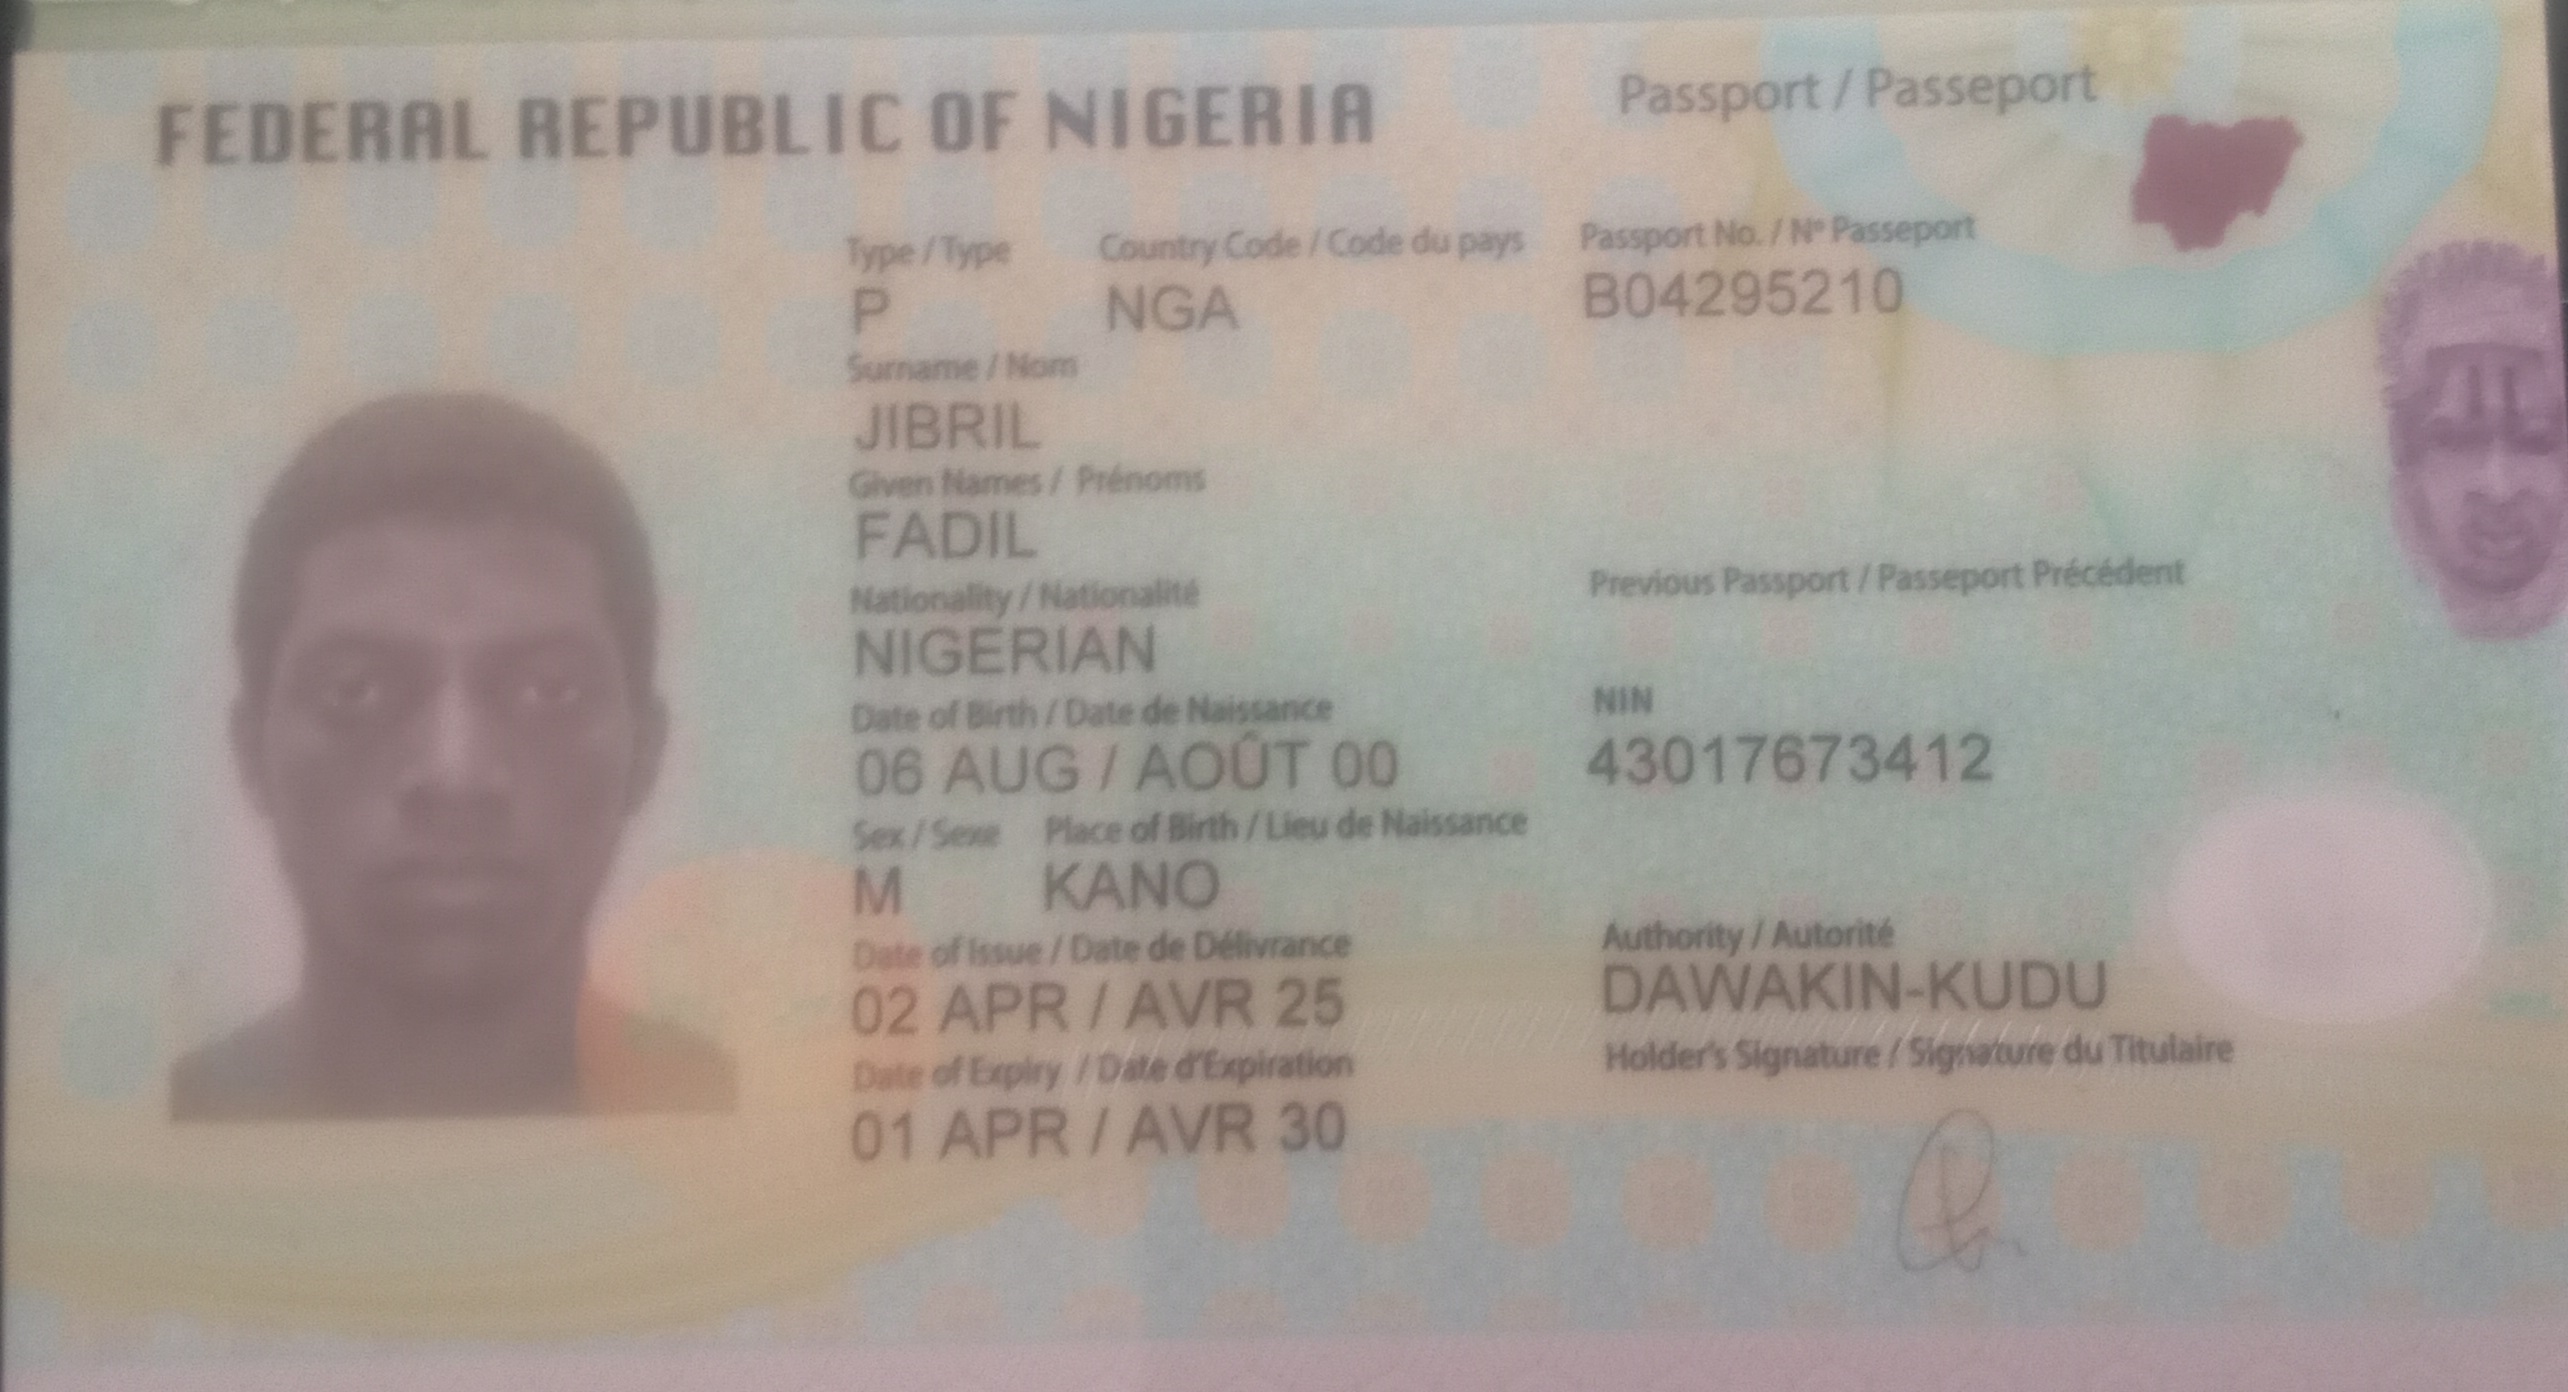 FEDERAL REPUBLIC OF NIGERIA
Passport / Passeport
Type / Type Country Code / Code du pays Passport No. / Nº Passeport
P NGA B04295210
Surname / Nom
JIBRIL
Given Names / Prénoms
FADIL
Nationality / Nationalité
NIGERIAN
Previous Passport / Passeport Précédent
Date of Birth / Date de Naissance
06 AUG / AOÛT 00
NIN
43017673412
Sex / Sexe Place of Birth / Lieu de Naissance
M KANO
Date of Issue / Date de Délivrance
02 APR / AVR 25
Authority / Autorité
DAWAKIN-KUDU
Date of Expiry / Date d'Expiration
01 APR / AVR 30
Holder's Signature / Signature du Titulaire